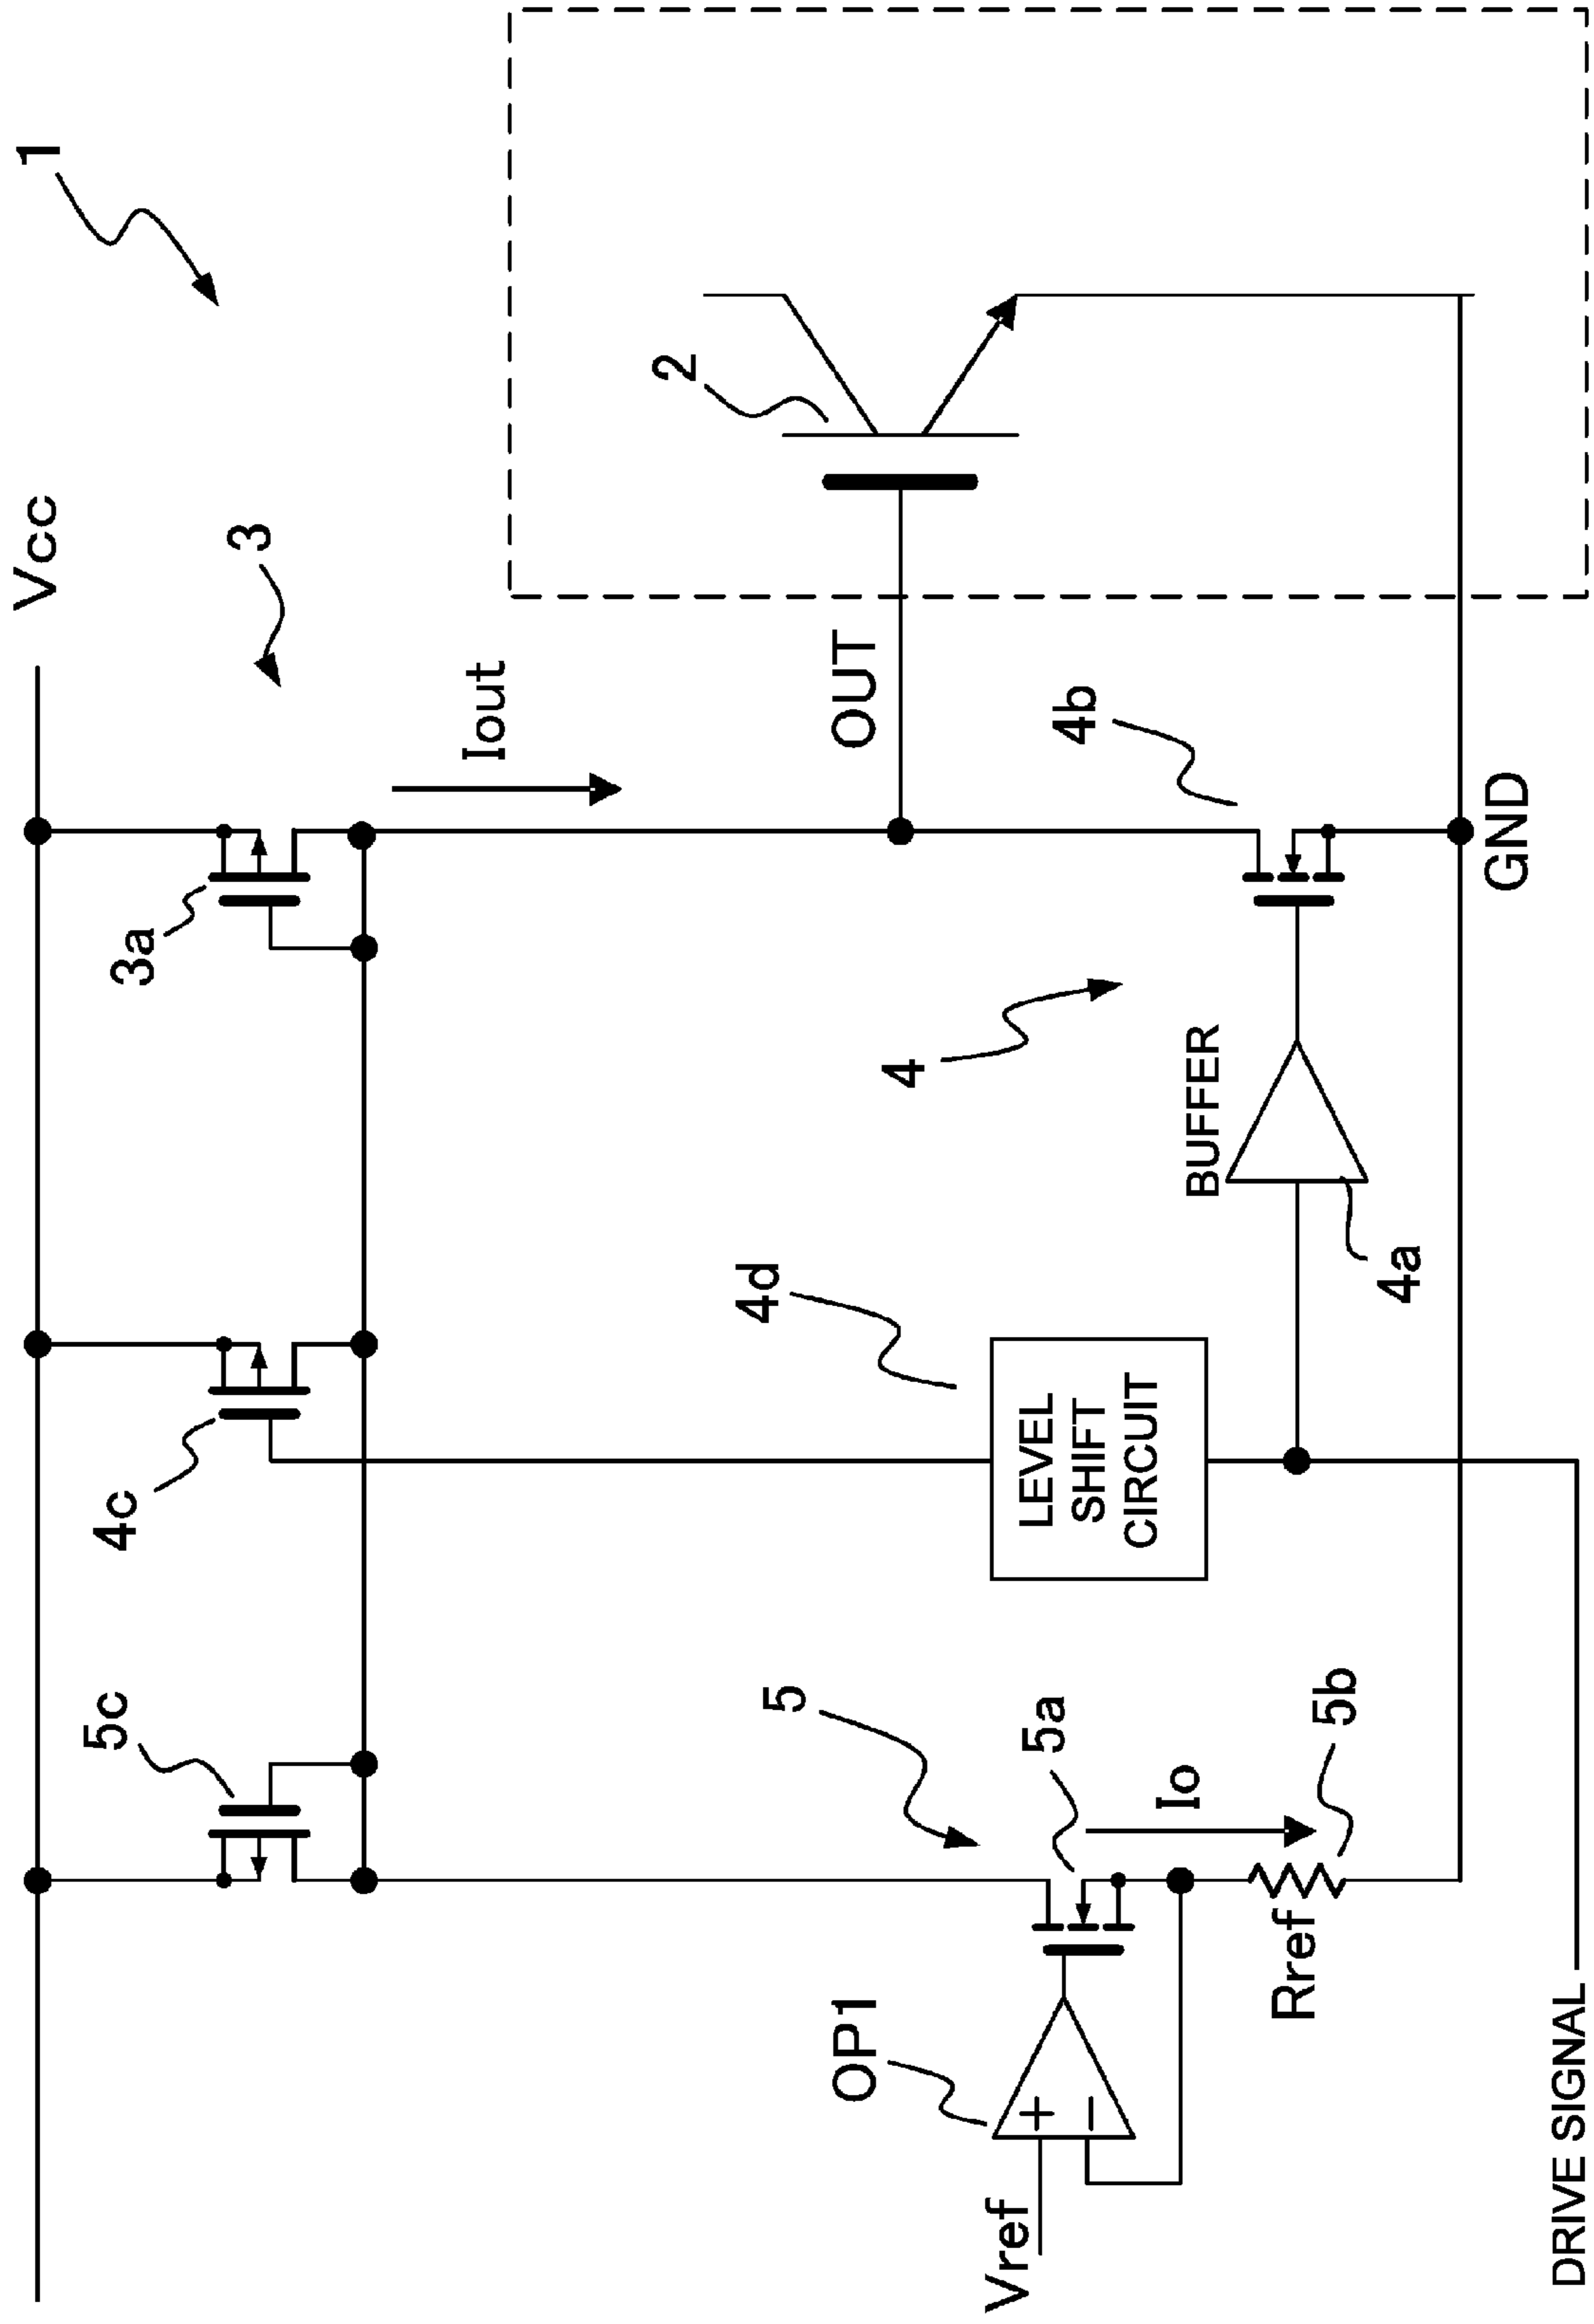 1
Vcc
3
3a
Iout
2
OUT
4b
GND
4
BUFFER
4a
4c
4d
LEVEL
SHIFT
CIRCUIT
5c
5
5a
Io
5b
Rref
OP1
+
−
Vref
DRIVE SIGNAL